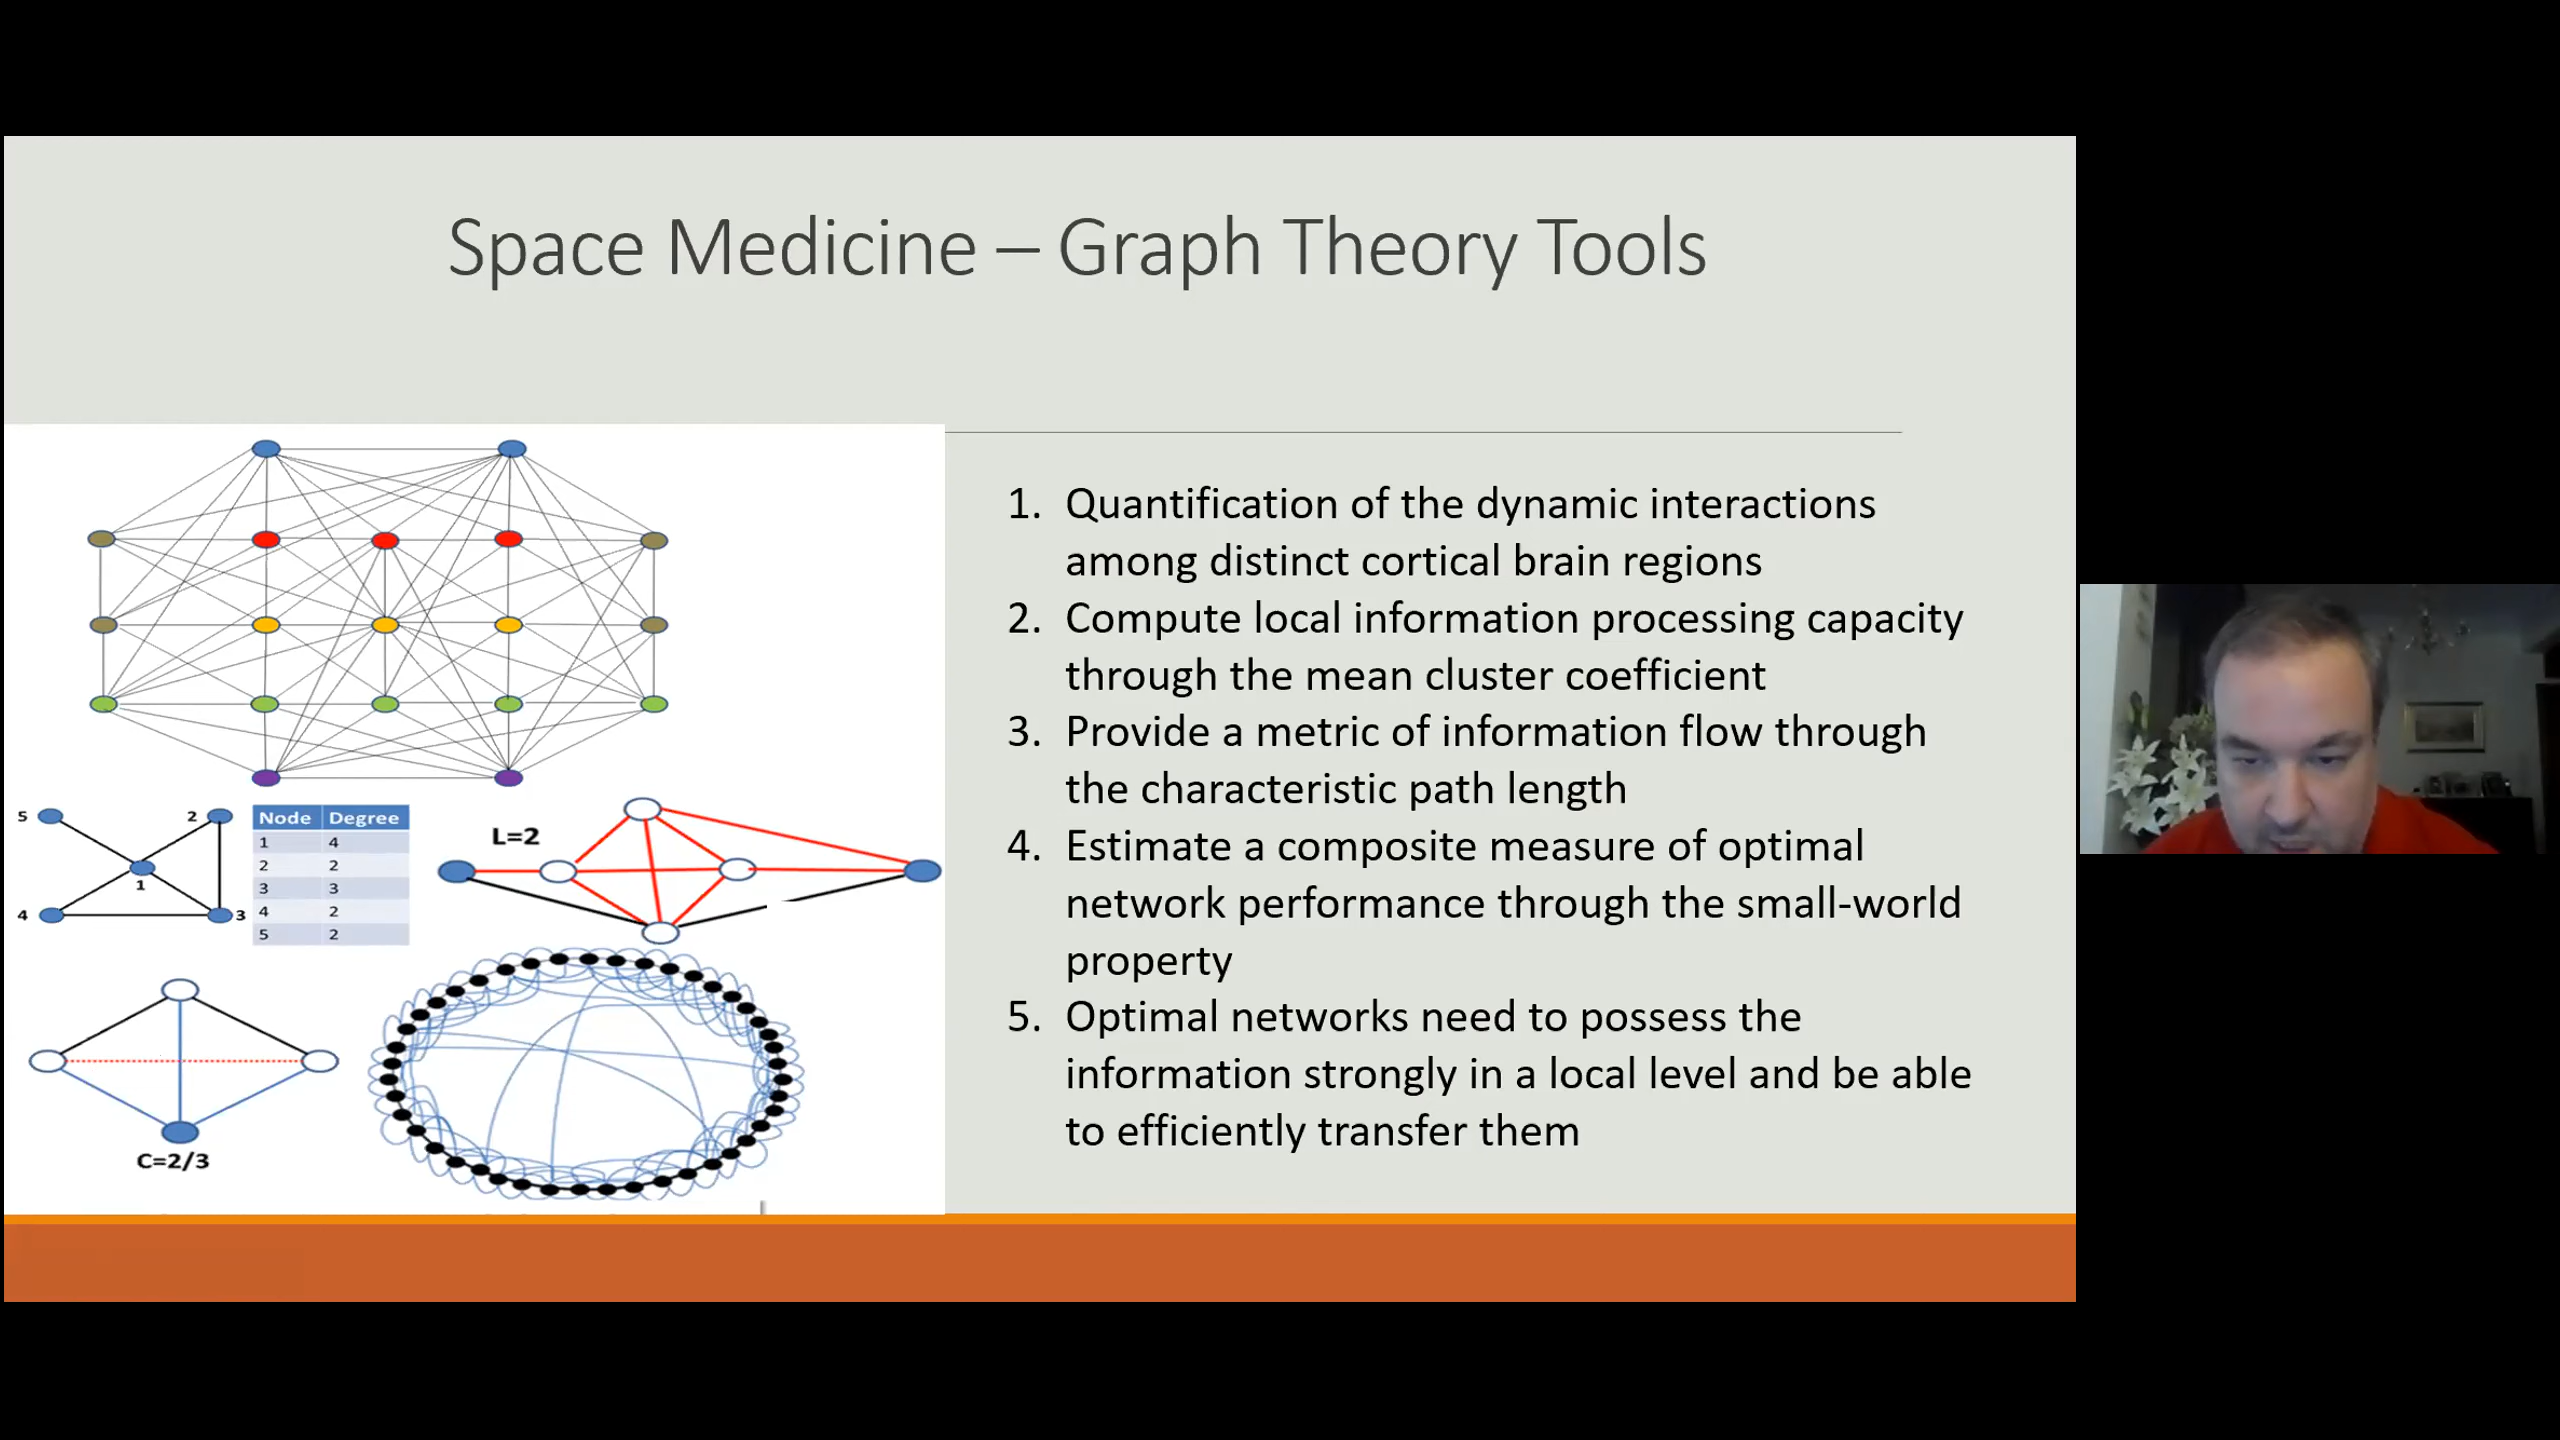 Space Medicine – Graph Theory Tools
1. Quantification of the dynamic interactions
among distinct cortical brain regions
2. Compute local information processing capacity
through the mean cluster coefficient
3. Provide a metric of information flow through
the characteristic path length
4. Estimate a composite measure of optimal
network performance through the small-world
property
5. Optimal networks need to possess the
information strongly in a local level and be able
to efficiently transfer them
5 2
1
4 3
Node Degree
1 4
2 2
3 3
4 2
5 2
L=2
C=2/3